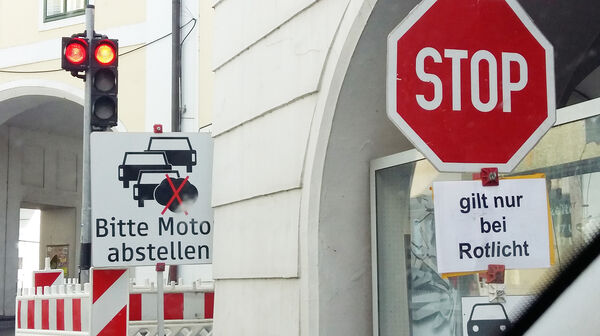 STOP
gilt nur
bei
Rotlicht
Bitte Moto
abstellen